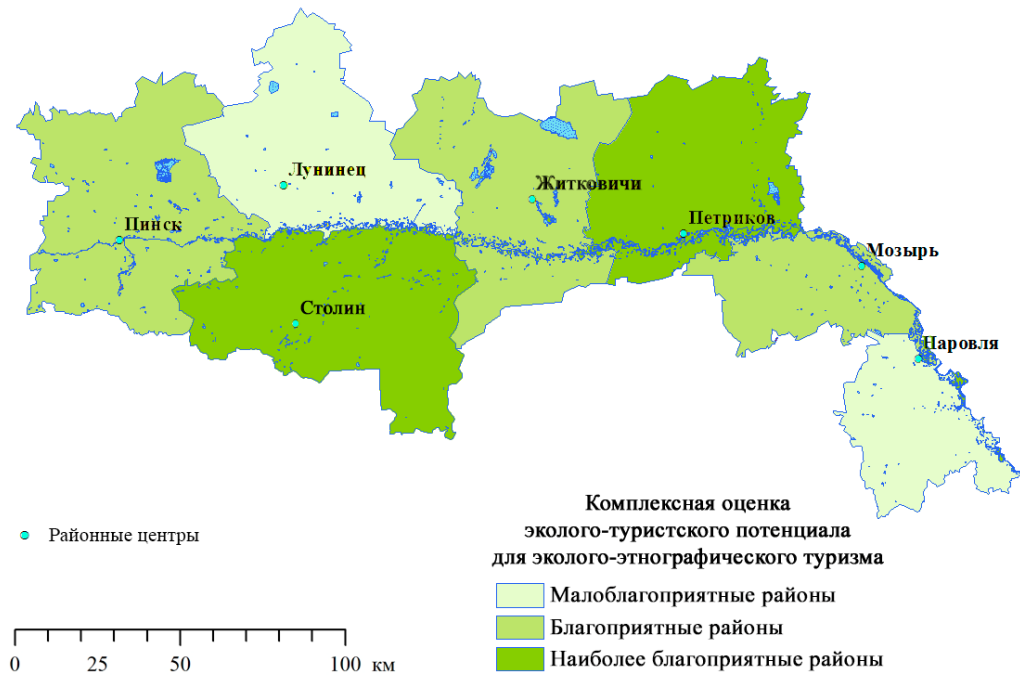 Лунинец
Житковичи
Пинск
Петриков
Мозырь
Столин
Наровля
Комплексная оценка
эколого-туристского потенциала
для эколого-этнографического туризма
Районные центры
Малоблагоприятные районы
Благоприятные районы
Наиболее благоприятные районы
0 25 50 100 км